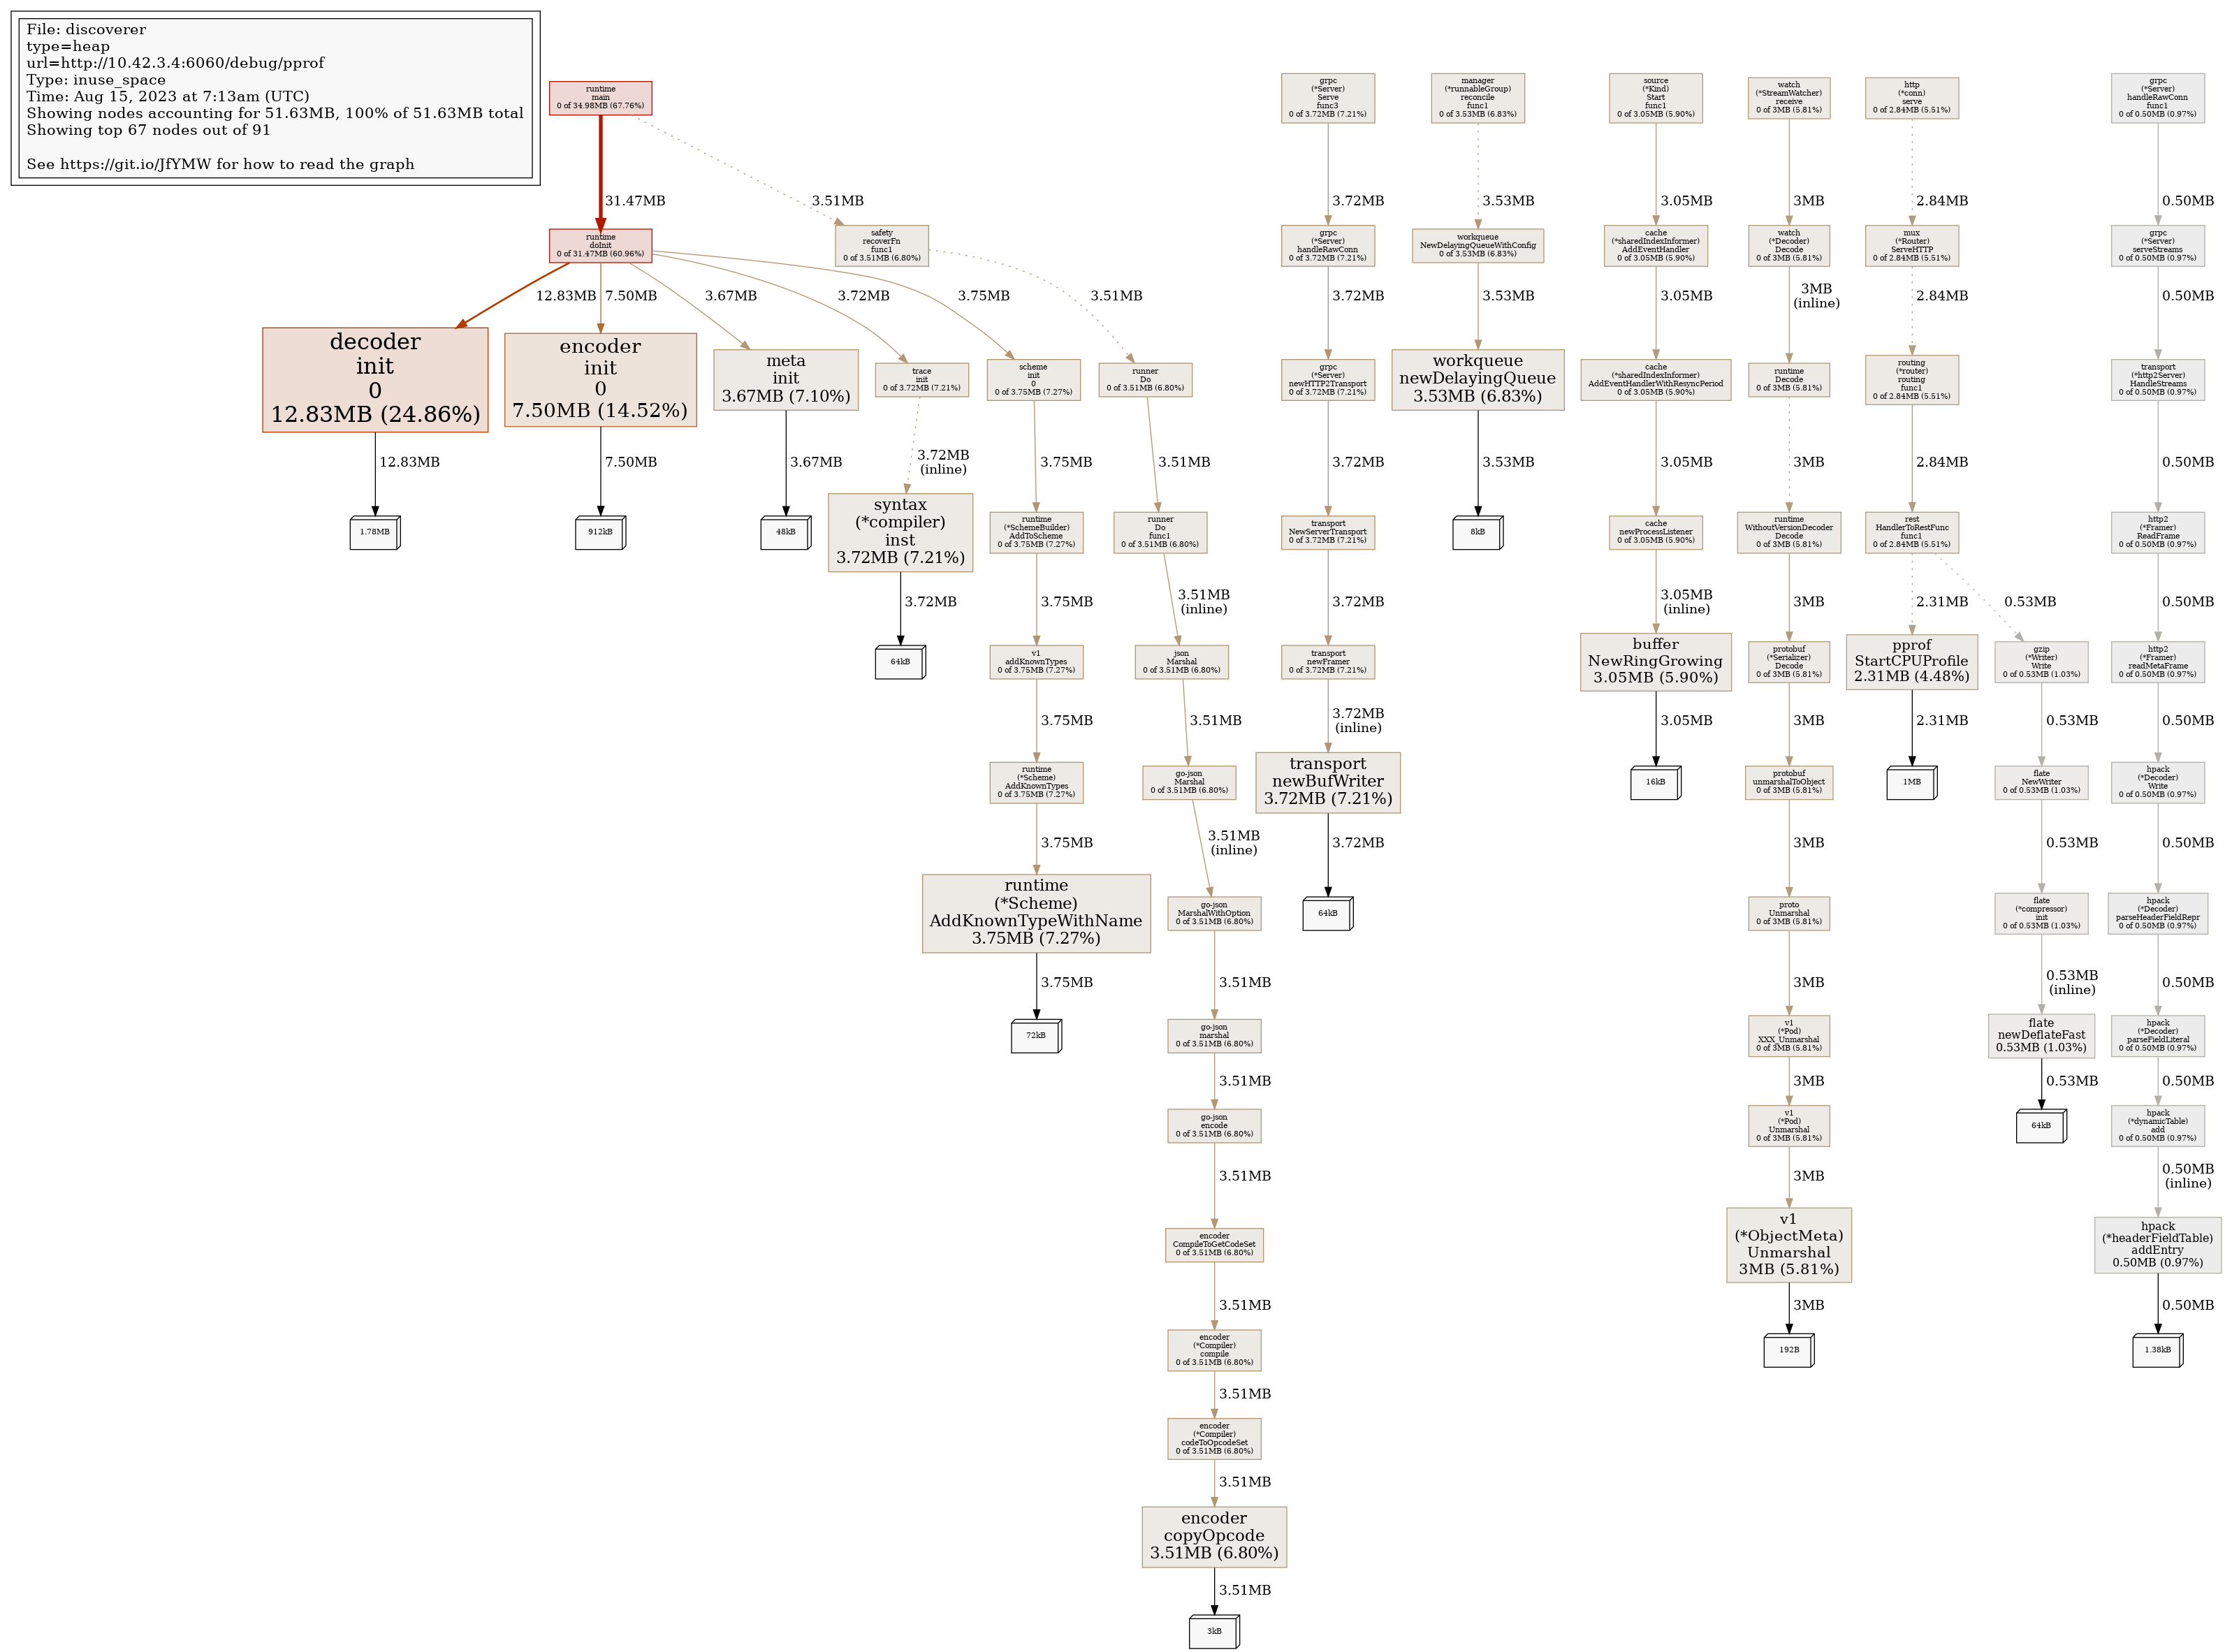 File: discoverer
type=heap
url=http://10.42.3.4:6060/debug/pprof
Type: inuse_space
Time: Aug 15, 2023 at 7:13am (UTC)
Showing nodes accounting for 51.63MB, 100% of 51.63MB total
Showing top 67 nodes out of 91
See https://git.io/JfYMW for how to read the graph
runtime
main
0 of 34.98MB (67.76%)
31.47MB
3.51MB
runtime
doInit
0 of 31.47MB (60.96%)
safety
recoverFn
func1
0 of 3.51MB (6.80%)
12.83MB
7.50MB
3.67MB
3.72MB
3.75MB
3.51MB
decoder
init
0
12.83MB (24.86%)
12.83MB
1.78MB
encoder
init
0
7.50MB (14.52%)
7.50MB
912kB
meta
init
3.67MB (7.10%)
3.67MB
48kB
trace
init
0 of 3.72MB (7.21%)
3.72MB
(inline)
syntax
(*compiler)
inst
3.72MB (7.21%)
3.72MB
64kB
scheme
init
0
0 of 3.75MB (7.27%)
3.75MB
runtime
(*SchemeBuilder)
AddToScheme
0 of 3.75MB (7.27%)
3.75MB
v1
addKnownTypes
0 of 3.75MB (7.27%)
3.75MB
runtime
(*Scheme)
AddKnownTypes
0 of 3.75MB (7.27%)
3.75MB
runtime
(*Scheme)
AddKnownTypeWithName
3.75MB (7.27%)
3.75MB
72kB
runner
Do
0 of 3.51MB (6.80%)
3.51MB
runner
Do
func1
0 of 3.51MB (6.80%)
3.51MB
(inline)
json
Marshal
0 of 3.51MB (6.80%)
3.51MB
go-json
Marshal
0 of 3.51MB (6.80%)
3.51MB
(inline)
go-json
MarshalWithOption
0 of 3.51MB (6.80%)
3.51MB
go-json
marshal
0 of 3.51MB (6.80%)
3.51MB
go-json
encode
0 of 3.51MB (6.80%)
3.51MB
encoder
CompileToGetCodeSet
0 of 3.51MB (6.80%)
3.51MB
encoder
(*Compiler)
compile
0 of 3.51MB (6.80%)
3.51MB
encoder
(*Compiler)
codeToOpcodeSet
0 of 3.51MB (6.80%)
3.51MB
encoder
copyOpcode
3.51MB (6.80%)
3.51MB
3kB
grpc
(*Server)
Serve
func3
0 of 3.72MB (7.21%)
3.72MB
grpc
(*Server)
handleRawConn
0 of 3.72MB (7.21%)
3.72MB
grpc
(*Server)
newHTTP2Transport
0 of 3.72MB (7.21%)
3.72MB
transport
NewServerTransport
0 of 3.72MB (7.21%)
3.72MB
transport
newFramer
0 of 3.72MB (7.21%)
3.72MB
(inline)
transport
newBufWriter
3.72MB (7.21%)
3.72MB
64kB
manager
(*runnableGroup)
reconcile
func1
0 of 3.53MB (6.83%)
3.53MB
workqueue
NewDelayingQueueWithConfig
0 of 3.53MB (6.83%)
3.53MB
workqueue
newDelayingQueue
3.53MB (6.83%)
3.53MB
8kB
source
(*Kind)
Start
func1
0 of 3.05MB (5.90%)
3.05MB
cache
(*sharedIndexInformer)
AddEventHandler
0 of 3.05MB (5.90%)
3.05MB
cache
(*sharedIndexInformer)
AddEventHandlerWithResyncPeriod
0 of 3.05MB (5.90%)
3.05MB
cache
newProcessListener
0 of 3.05MB (5.90%)
3.05MB
(inline)
buffer
NewRingGrowing
3.05MB (5.90%)
3.05MB
16kB
watch
(*StreamWatcher)
receive
0 of 3MB (5.81%)
3MB
watch
(*Decoder)
Decode
0 of 3MB (5.81%)
3MB
(inline)
runtime
Decode
0 of 3MB (5.81%)
3MB
runtime
WithoutVersionDecoder
Decode
0 of 3MB (5.81%)
3MB
protobuf
(*Serializer)
Decode
0 of 3MB (5.81%)
3MB
protobuf
unmarshalToObject
0 of 3MB (5.81%)
3MB
proto
Unmarshal
0 of 3MB (5.81%)
3MB
v1
(*Pod)
XXX_Unmarshal
0 of 3MB (5.81%)
3MB
v1
(*Pod)
Unmarshal
0 of 3MB (5.81%)
3MB
v1
(*ObjectMeta)
Unmarshal
3MB (5.81%)
3MB
192B
http
(*conn)
serve
0 of 2.84MB (5.51%)
2.84MB
mux
(*Router)
ServeHTTP
0 of 2.84MB (5.51%)
2.84MB
routing
(*router)
routing
func1
0 of 2.84MB (5.51%)
2.84MB
rest
HandlerToRestFunc
func1
0 of 2.84MB (5.51%)
2.31MB
0.53MB
pprof
StartCPUProfile
2.31MB (4.48%)
2.31MB
1MB
gzip
(*Writer)
Write
0 of 0.53MB (1.03%)
0.53MB
flate
NewWriter
0 of 0.53MB (1.03%)
0.53MB
flate
(*compressor)
init
0 of 0.53MB (1.03%)
0.53MB
(inline)
flate
newDeflateFast
0.53MB (1.03%)
0.53MB
64kB
grpc
(*Server)
handleRawConn
func1
0 of 0.50MB (0.97%)
0.50MB
grpc
(*Server)
serveStreams
0 of 0.50MB (0.97%)
0.50MB
transport
(*http2Server)
HandleStreams
0 of 0.50MB (0.97%)
0.50MB
http2
(*Framer)
ReadFrame
0 of 0.50MB (0.97%)
0.50MB
http2
(*Framer)
readMetaFrame
0 of 0.50MB (0.97%)
0.50MB
hpack
(*Decoder)
Write
0 of 0.50MB (0.97%)
0.50MB
hpack
(*Decoder)
parseHeaderFieldRepr
0 of 0.50MB (0.97%)
0.50MB
hpack
(*Decoder)
parseFieldLiteral
0 of 0.50MB (0.97%)
0.50MB
hpack
(*dynamicTable)
add
0 of 0.50MB (0.97%)
0.50MB
(inline)
hpack
(*headerFieldTable)
addEntry
0.50MB (0.97%)
0.50MB
1.38kB